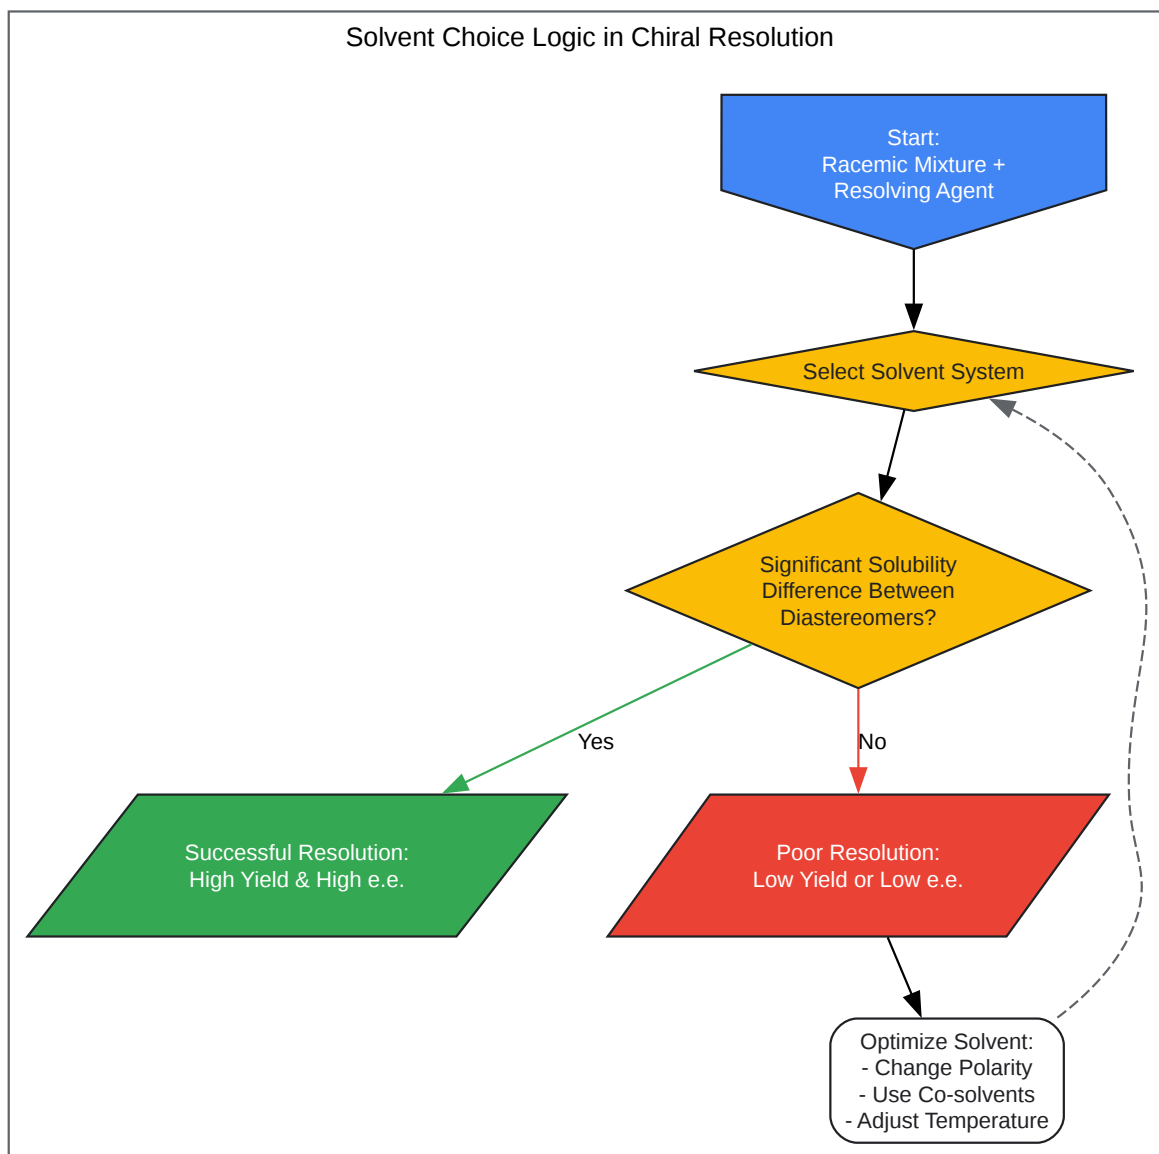 Solvent Choice Logic in Chiral Resolution
Start:
Racemic Mixture +
Resolving Agent
Select Solvent System
Significant Solubility
Difference Between
Diastereomers?
Yes
No
Successful Resolution:
High Yield & High e.e.
Poor Resolution:
Low Yield or Low e.e.
Optimize Solvent:
- Change Polarity
- Use Co-solvents
- Adjust Temperature